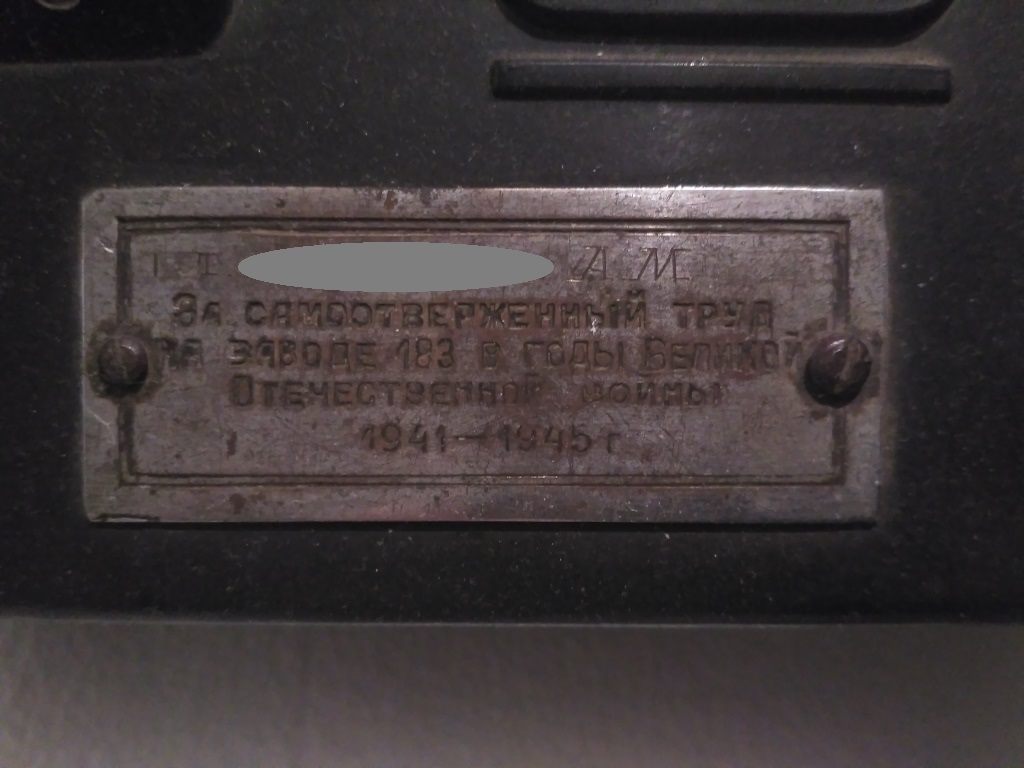 А.М.
За самоотверженный труд
на заводе 183 в годы Великой
Отечественной войны
1941—1945 г.